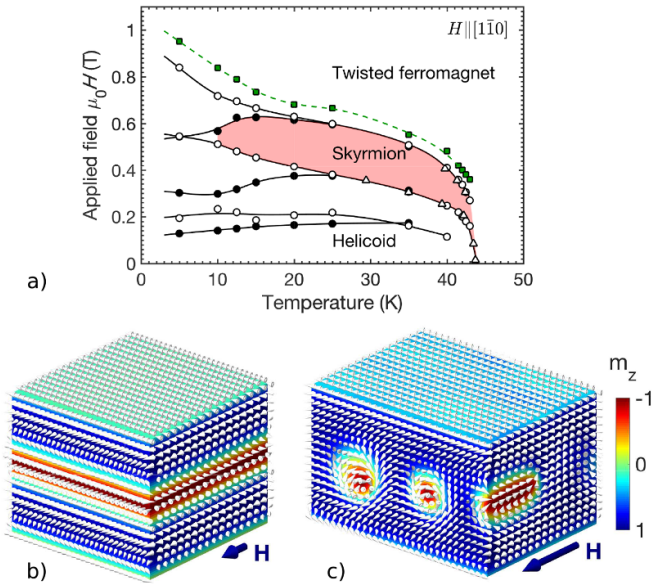 H∥[11̄0]
Twisted ferromagnet
Skyrmion
Helicoid
Applied field μ₀H (T)
1
0.8
0.6
0.4
0.2
0
0 10 20 30 40 50
Temperature (K)
a)
b)
H
c)
H
m_z
-1
0
1